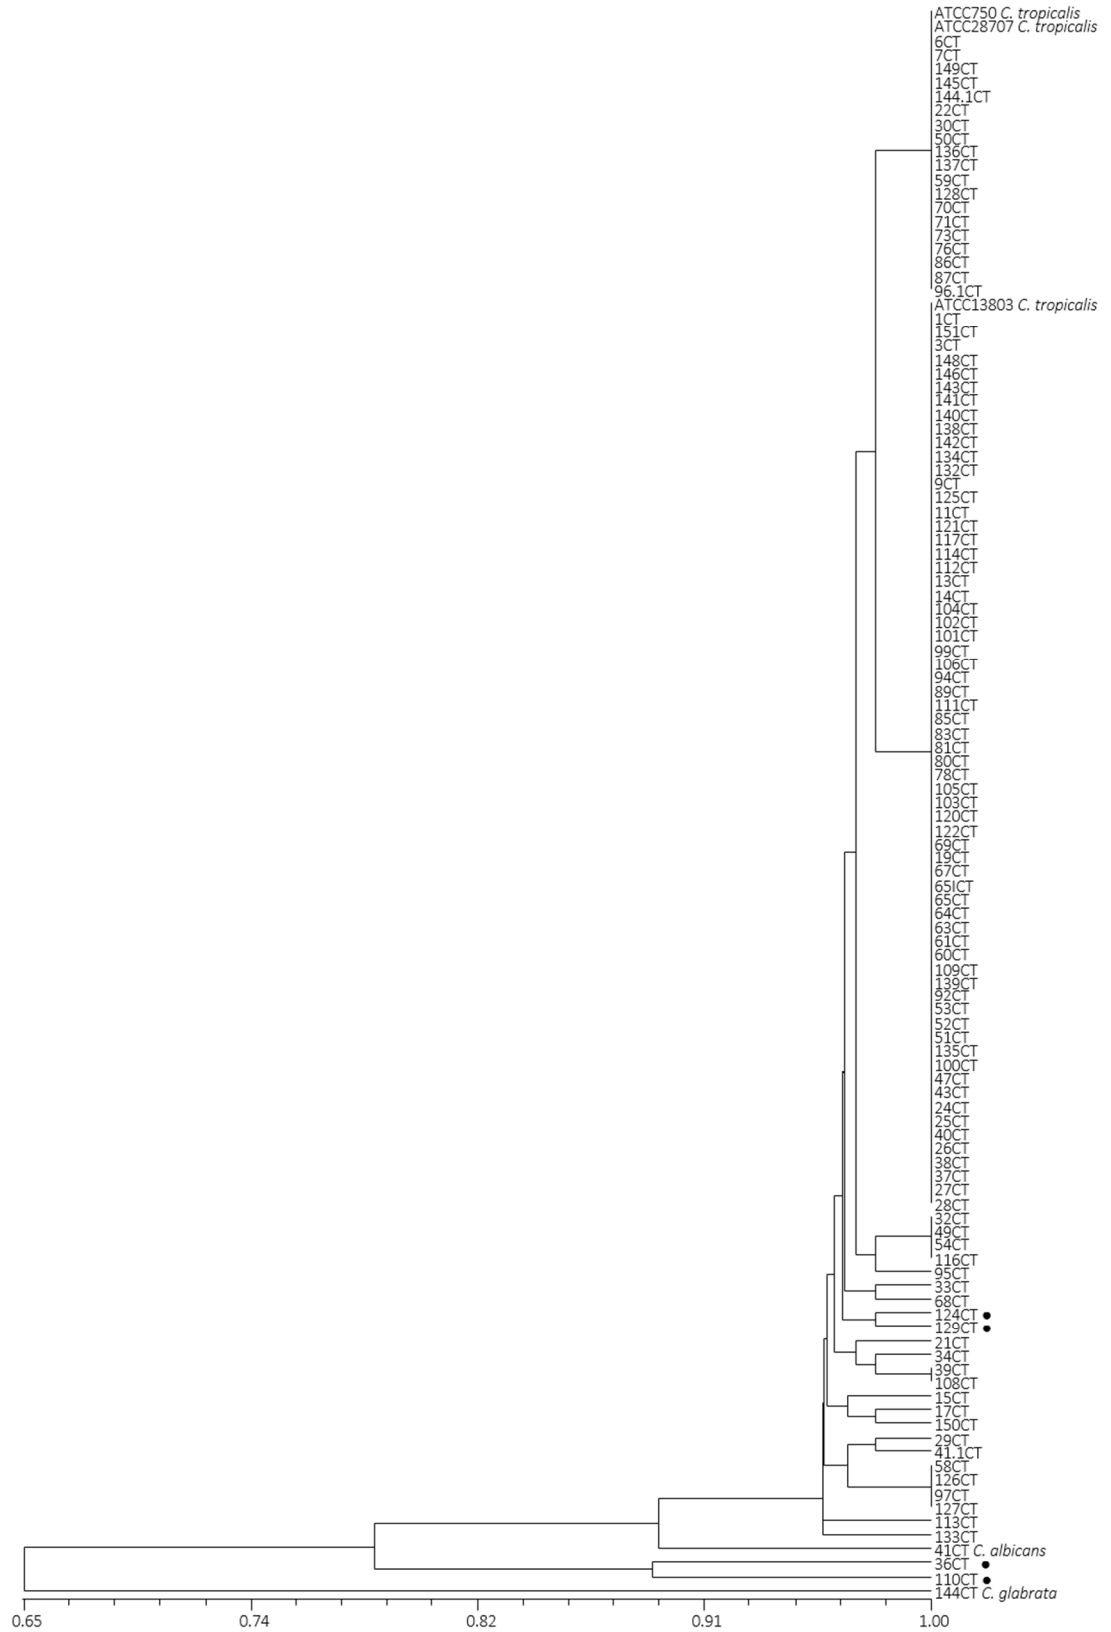 ATCC750 C. tropicalis
ATCC28707 C. tropicalis
6CT
7CT
149CT
145CT
144.1CT
22CT
30CT
50CT
136CT
137CT
59CT
128CT
70CT
71CT
73CT
76CT
86CT
87CT
96.1CT
ATCC13803 C. tropicalis
1CT
151CT
3CT
148CT
146CT
143CT
141CT
140CT
138CT
142CT
134CT
132CT
9CT
125CT
11CT
121CT
117CT
114CT
112CT
13CT
14CT
104CT
102CT
101CT
99CT
106CT
94CT
89CT
111CT
85CT
83CT
81CT
80CT
78CT
105CT
103CT
120CT
122CT
69CT
19CT
67CT
65ICT
65CT
64CT
63CT
61CT
60CT
109CT
139CT
92CT
53CT
52CT
51CT
135CT
100CT
47CT
43CT
24CT
25CT
40CT
26CT
38CT
37CT
27CT
28CT
32CT
49CT
54CT
116CT
95CT
33CT
68CT
124CT ●
129CT ●
21CT
34CT
39CT
108CT
15CT
17CT
150CT
29CT
41.1CT
58CT
126CT
97CT
127CT
113CT
133CT
41CT C. albicans
36CT ●
110CT ●
144CT C. glabrata
0.65 0.74 0.82 0.91 1.00